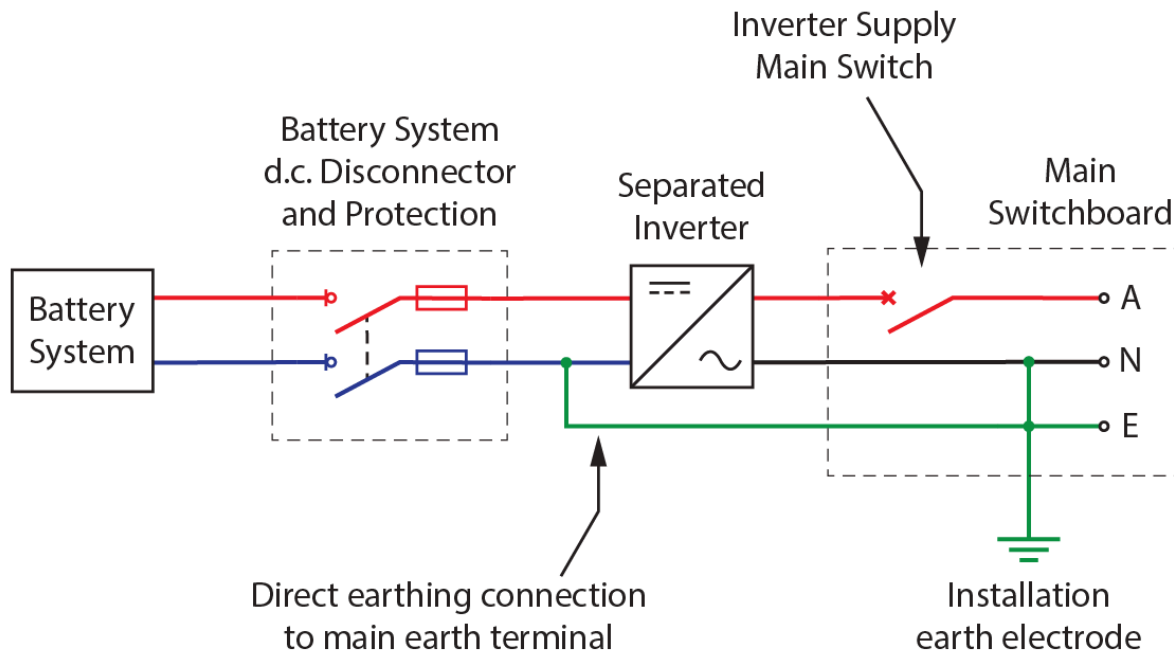 Inverter Supply
Main Switch
Battery System
d.c. Disconnector
and Protection
Separated
Inverter
Main
Switchboard
Battery
System
A
N
E
Direct earthing connection
to main earth terminal
Installation
earth electrode